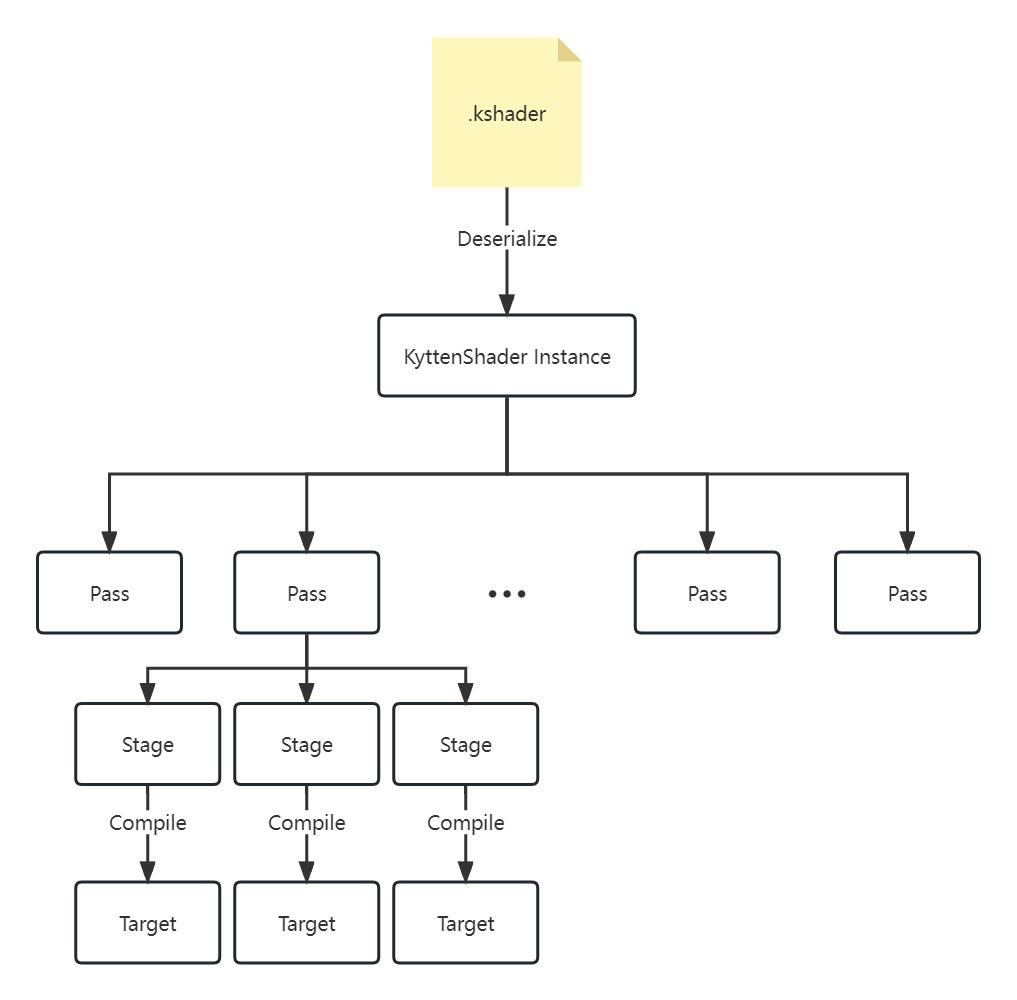 .kshader
Deserialize
KyttenShader Instance
Pass
Pass
•••
Pass
Pass
Stage
Stage
Stage
Compile
Compile
Compile
Target
Target
Target